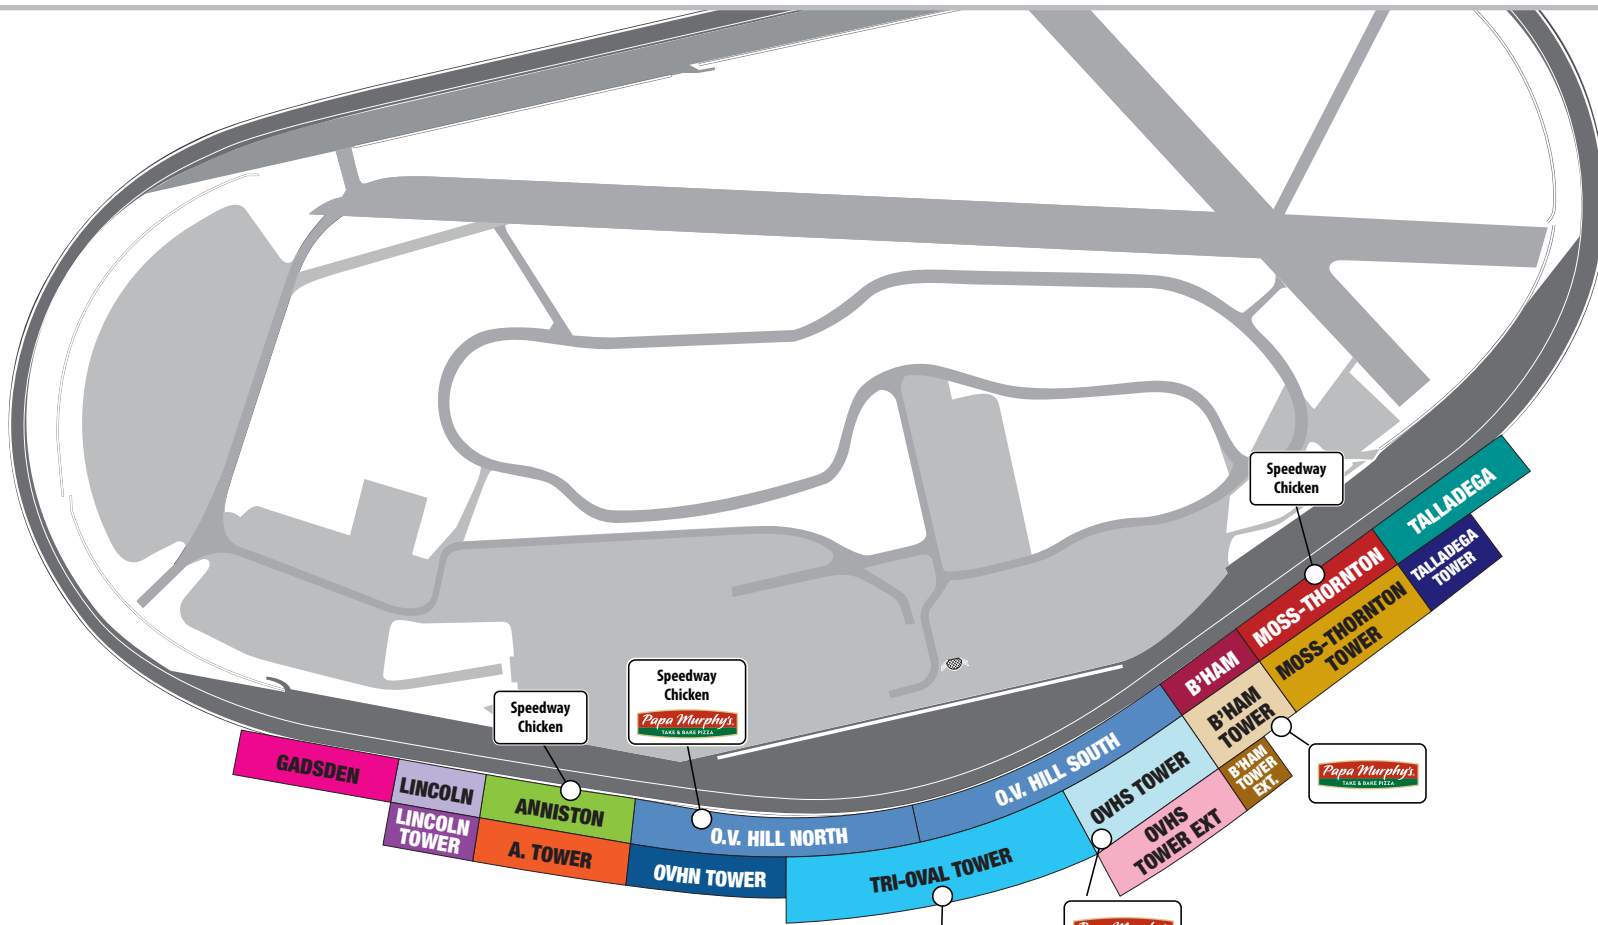 Speedway
Chicken
TALLADEGA
TALLADEGA
TOWER
MOSS-THORNTON
MOSS-THORNTON
TOWER
B'HAM
B'HAM
TOWER
B'HAM
TOWER
EXT.
Speedway
Chicken
Papa Murphy's.
TAKE & BAKE PIZZA
Speedway
Chicken
GADSDEN
LINCOLN
LINCOLN
TOWER
ANNISTON
A. TOWER
O.V. HILL NORTH
OVHN TOWER
O.V. HILL SOUTH
TRI-OVAL TOWER
OVHS TOWER
OVHS
TOWER EXT
Papa Murphy's.
TAKE & BAKE PIZZA
Papa Murphy's.